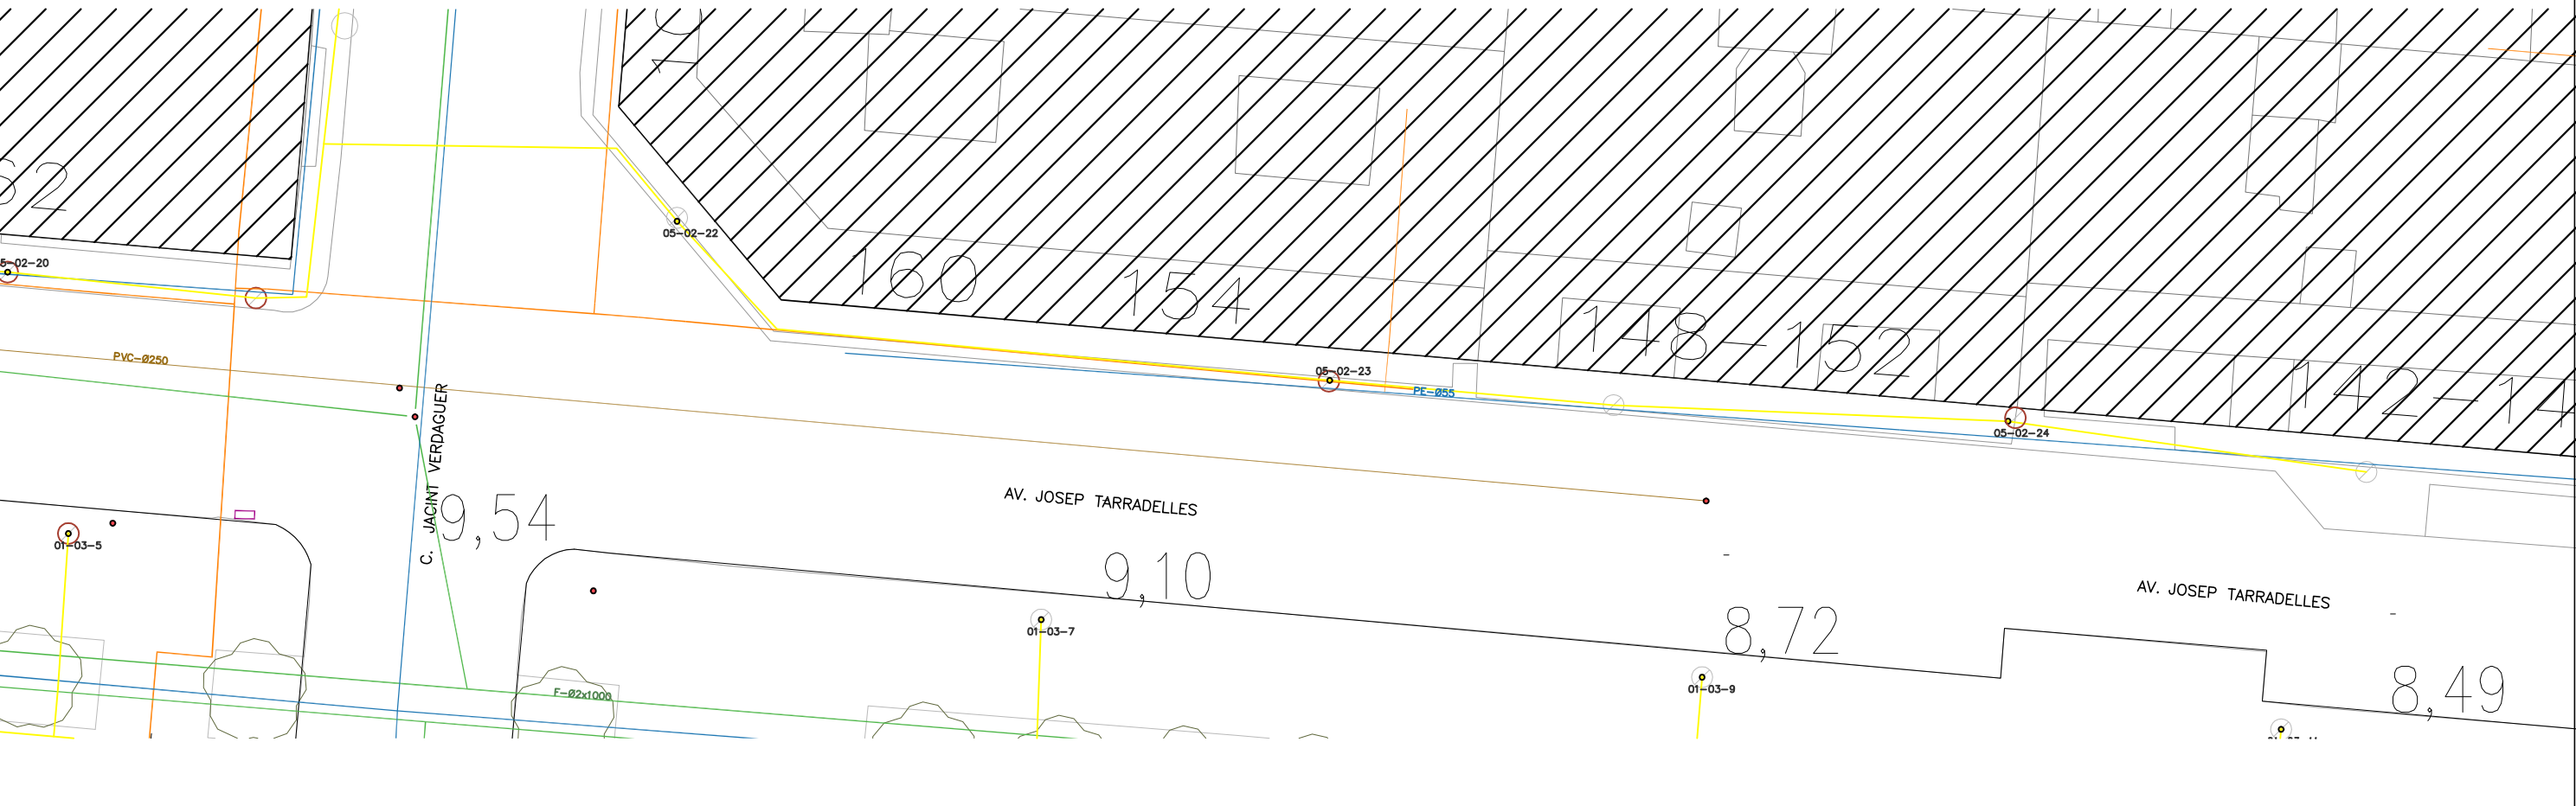 05-02-22
5-02-20
160
154
148-152
142-14
PVC-Ø250
05-02-23
PE-Ø55
05-02-24
C. JACINT VERDAGUER
9,54
AV. JOSEP TARRADELLES
01-03-5
9,10
AV. JOSEP TARRADELLES
01-03-7
8,72
F-Ø2x1000
01-03-9
8,49